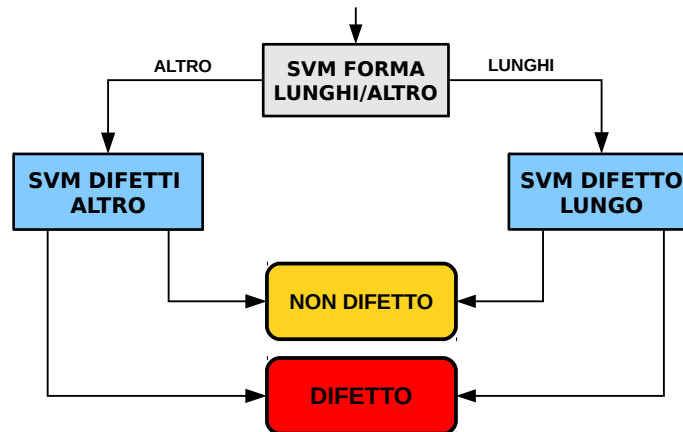 ALTRO
SVM FORMA
LUNGHI/ALTRO
LUNGHI
SVM DIFETTI
ALTRO
SVM DIFETTO
LUNGO
NON DIFETTO
DIFETTO